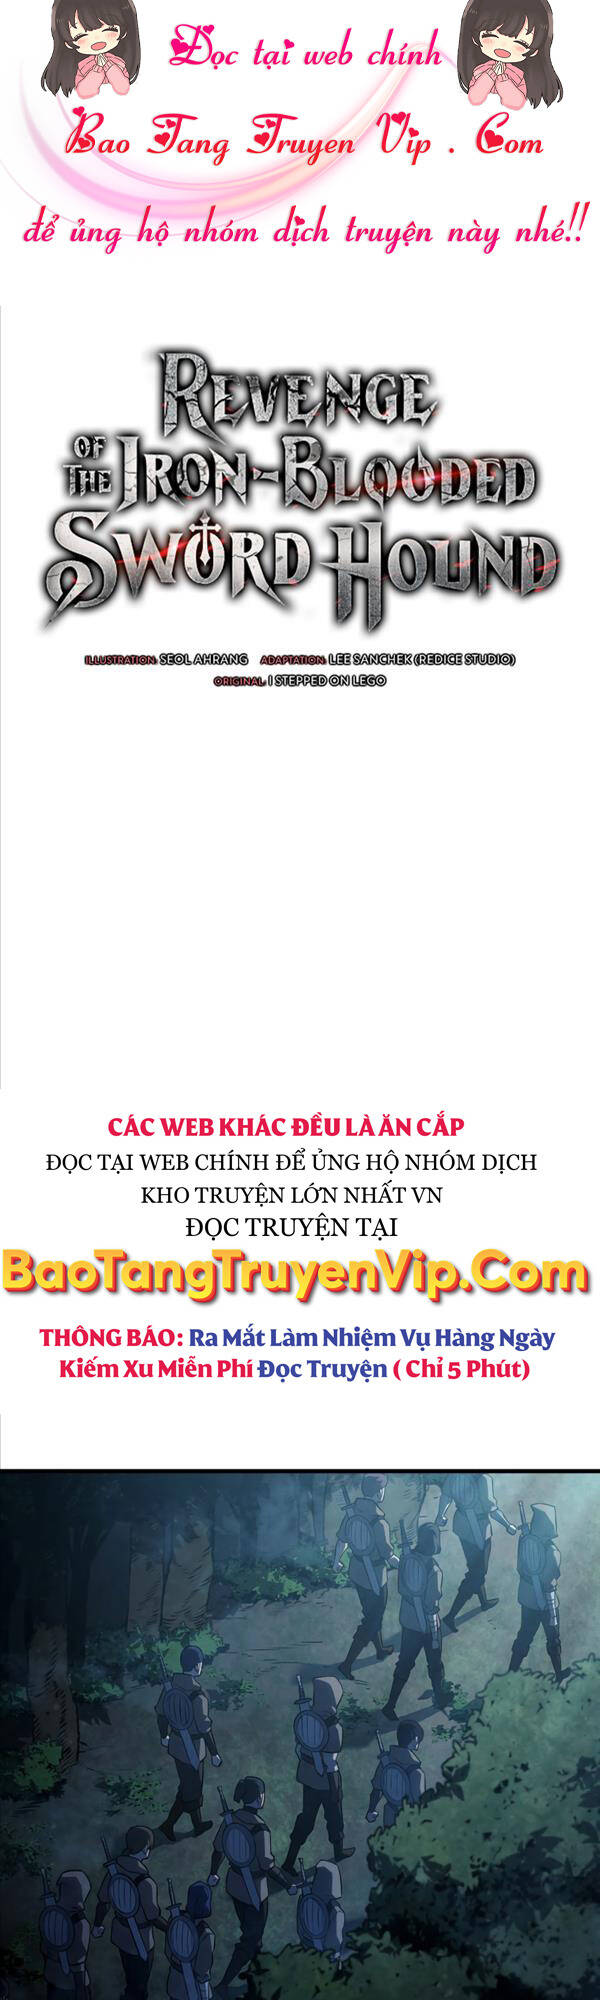 Đọc tại web chính
Bao Tang Truyen Vip . Com
để ủng hộ nhóm dịch truyện này nhé!!
REVENGE
OF THE IRON-BLOODED
SWORD HOUND
ILLUSTRATION: SEOL AHRANG ADAPTATION: LEE SANCHEK (REDICE STUDIO)
ORIGINAL: I STEPPED ON LEGO
CÁC WEB KHÁC ĐỀU LÀ ĂN CẮP
ĐỌC TẠI WEB CHÍNH ĐỂ ỦNG HỘ NHÓM DỊCH
KHO TRUYỆN LỚN NHẤT VN
ĐỌC TRUYỆN TẠI
BaoTangTruyenVip.Com
THÔNG BÁO: Ra Mắt Làm Nhiệm Vụ Hàng Ngày
Kiếm Xu Miễn Phí Đọc Truyện ( Chỉ 5 Phút)